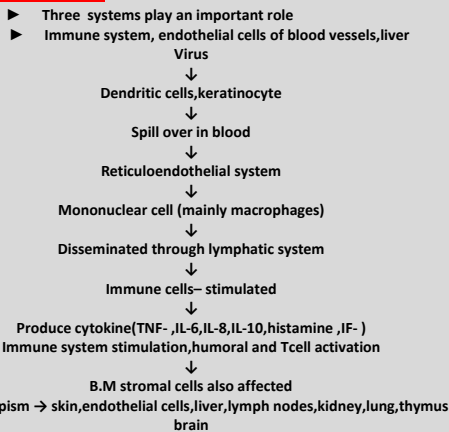 ► Three systems play an important role
► Immune system, endothelial cells of blood vessels,liver
Virus
↓
Dendritic cells,keratinocyte
↓
Spill over in blood
↓
Reticuloendothelial system
↓
Mononuclear cell (mainly macrophages)
↓
Disseminated through lymphatic system
↓
Immune cells– stimulated
↓
Produce cytokine(TNF- ,IL-6,IL-8,IL-10,histamine ,IF- )
Immune system stimulation,humoral and Tcell activation
↓
B.M stromal cells also affected
pism → skin,endothelial cells,liver,lymph nodes,kidney,lung,thymus
brain